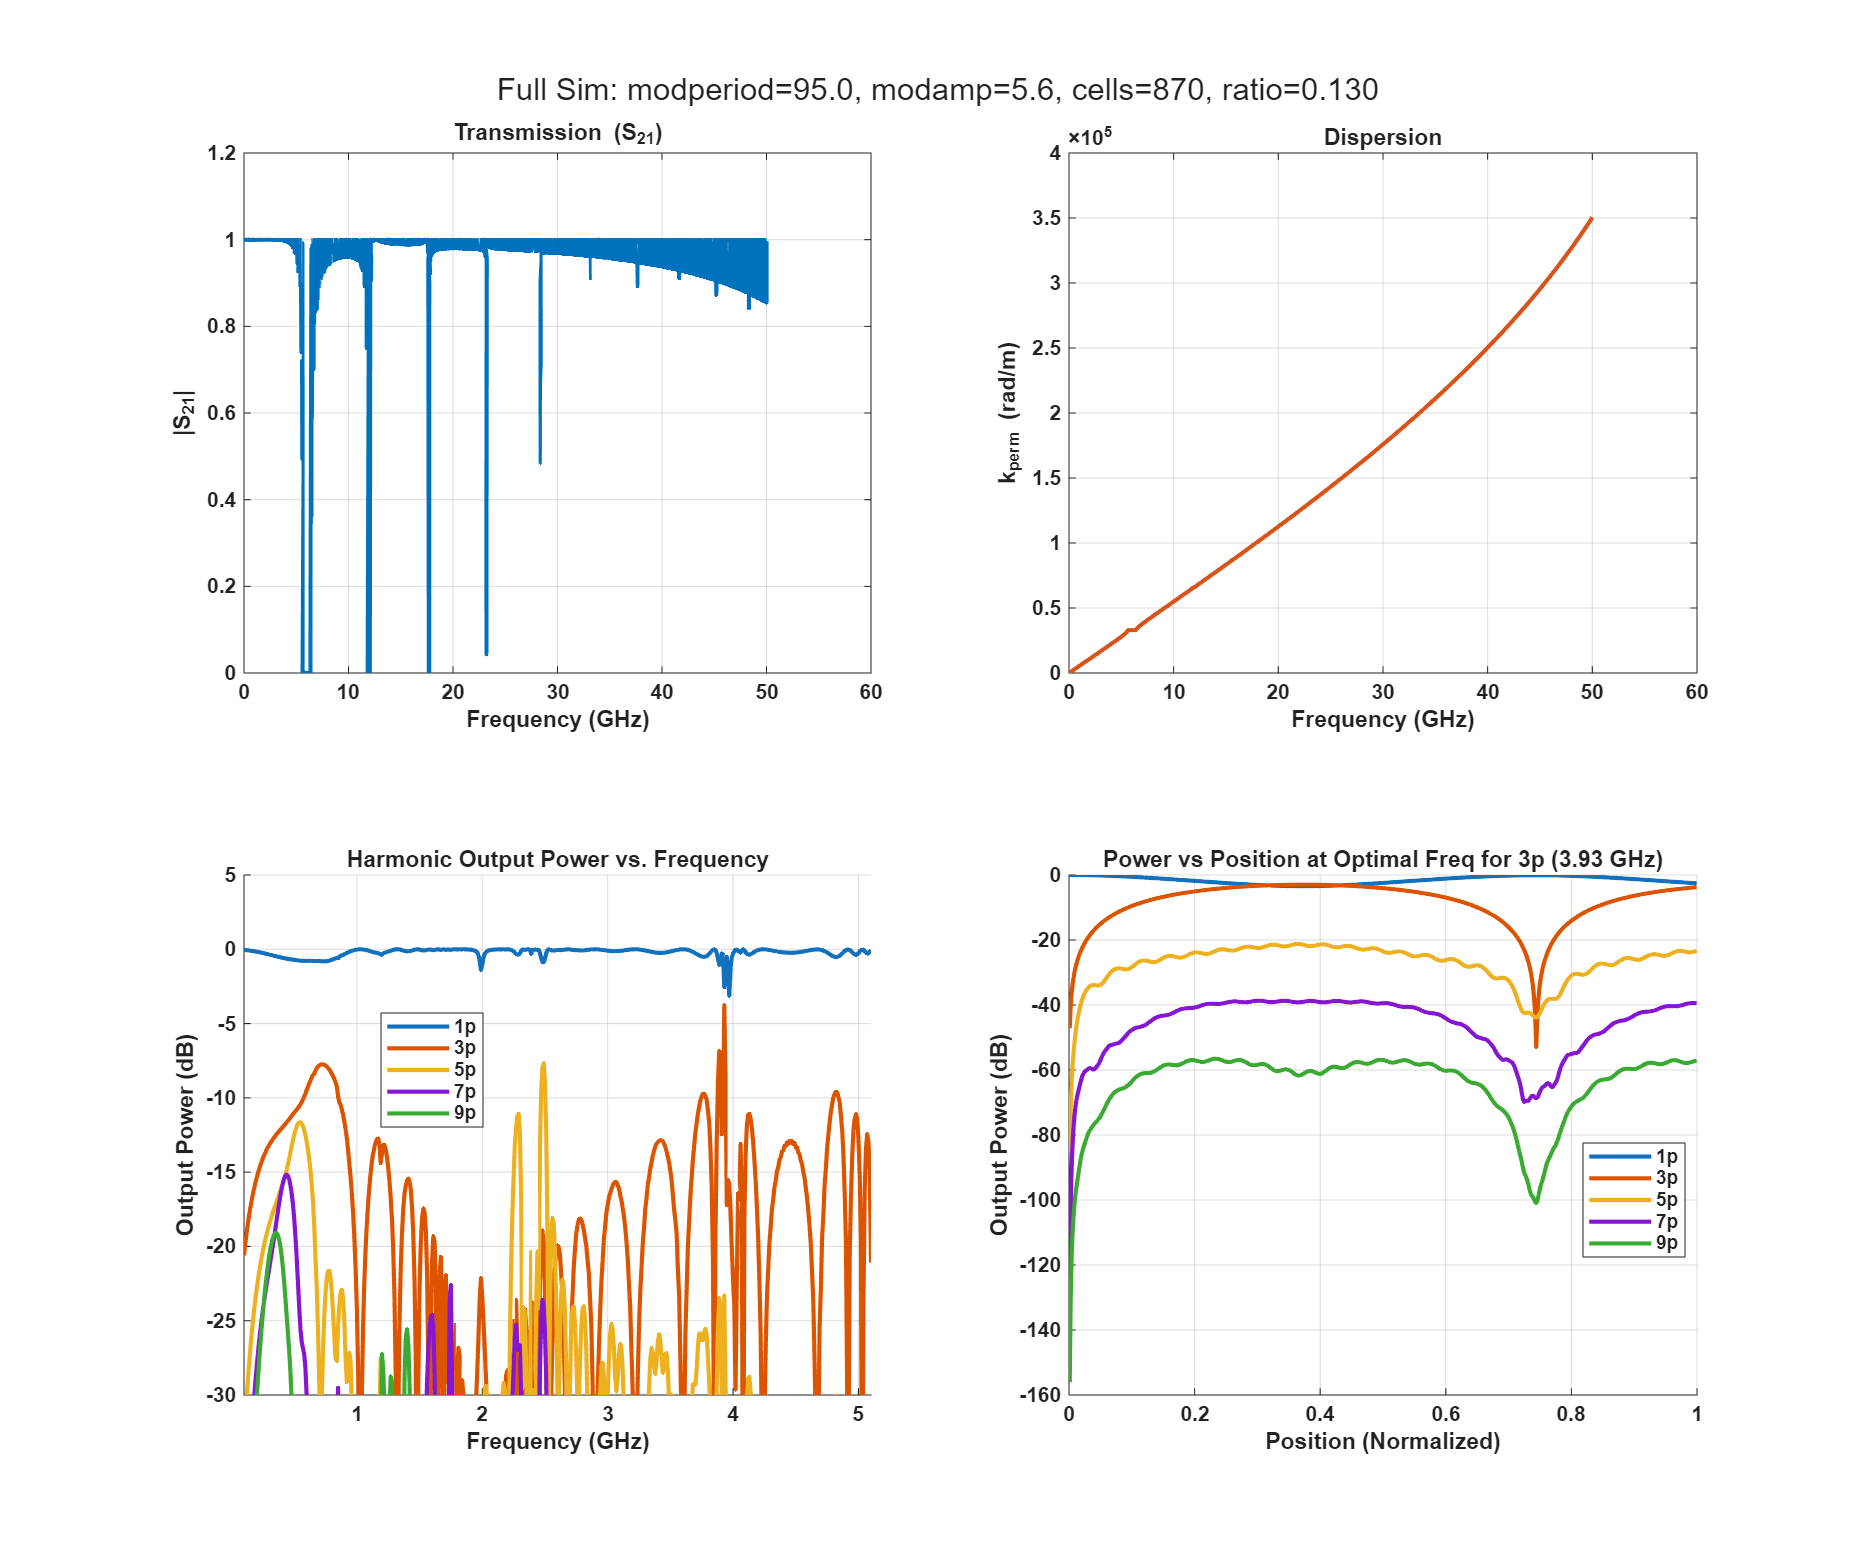 Full Sim: modperiod=95.0, modamp=5.6, cells=870, ratio=0.130
Transmission (S21)
1.2
1
0.8
0.6
0.4
0.2
0
|S21|
0 10 20 30 40 50 60
Frequency (GHz)
×10^5
Dispersion
4
3.5
3
2.5
2
1.5
1
0.5
0
kperm (rad/m)
0 10 20 30 40 50 60
Frequency (GHz)
Harmonic Output Power vs. Frequency
5
0
-5
-10
-15
-20
-25
-30
Output Power (dB)
1p
3p
5p
7p
9p
1 2 3 4 5
Frequency (GHz)
Power vs Position at Optimal Freq for 3p (3.93 GHz)
0
-20
-40
-60
-80
-100
-120
-140
-160
Output Power (dB)
1p
3p
5p
7p
9p
0 0.2 0.4 0.6 0.8 1
Position (Normalized)